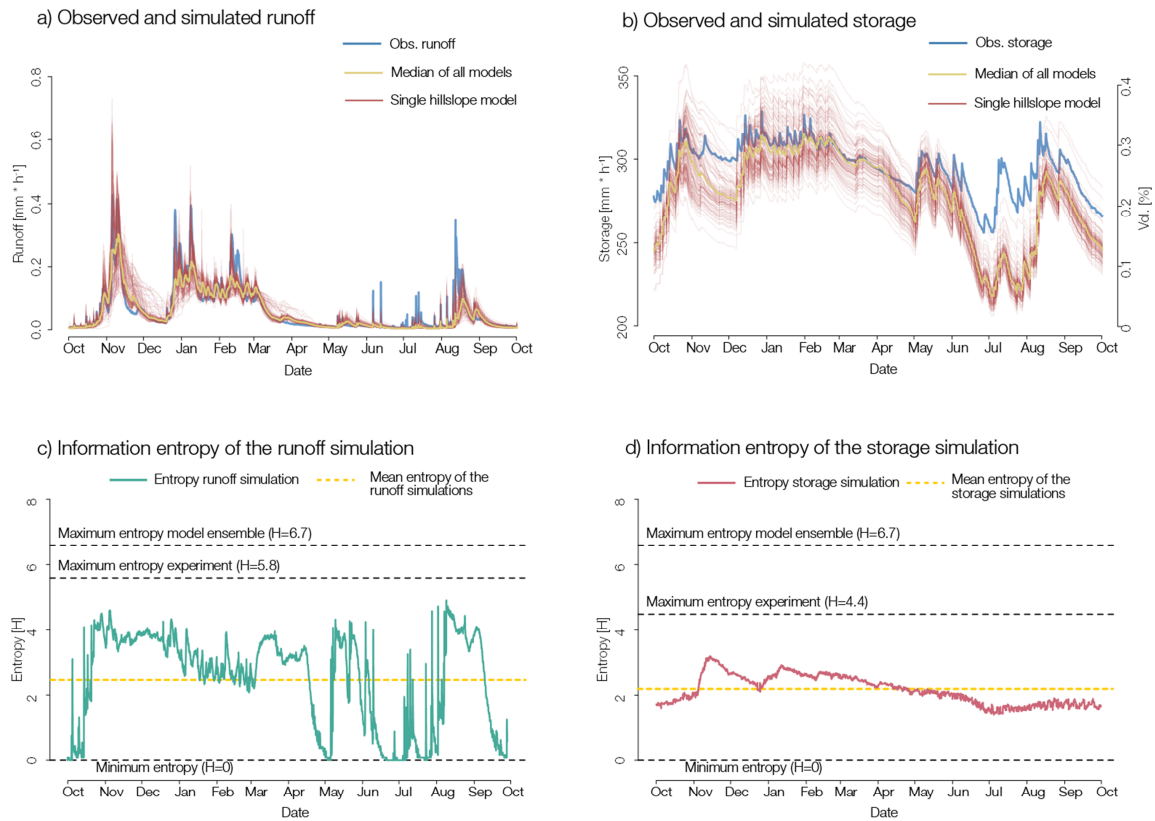 a) Observed and simulated runoff
Obs. runoff
Median of all models
Single hillslope model
Runoff [mm * h⁻¹]
0.8
0.6
0.4
0.2
0.0
Oct Nov Dec Jan Feb Mar Apr May Jun Jul Aug Sep Oct
Date
b) Observed and simulated storage
Obs. storage
Median of all models
Single hillslope model
Storage [mm * h⁻¹]
350
300
250
200
0.4
0.3
0.2
0.1
0
Vd. [%]
Oct Nov Dec Jan Feb Mar Apr May Jun Jul Aug Sep Oct
Date
c) Information entropy of the runoff simulation
Entropy runoff simulation
Mean entropy of the
runoff simulations
Entropy [H]
8
6
4
2
0
Maximum entropy model ensemble (H=6.7)
Maximum entropy experiment (H=5.8)
Minimum entropy (H=0)
Oct Nov Dec Jan Feb Mar Apr May Jun Jul Aug Sep Oct
Date
d) Information entropy of the storage simulation
Entropy storage simulation
Mean entropy of the
storage simulations
Entropy [H]
8
6
4
2
0
Maximum entropy model ensemble (H=6.7)
Maximum entropy experiment (H=4.4)
Minimum entropy (H=0)
Oct Nov Dec Jan Feb Mar Apr May Jun Jul Aug Sep Oct
Date